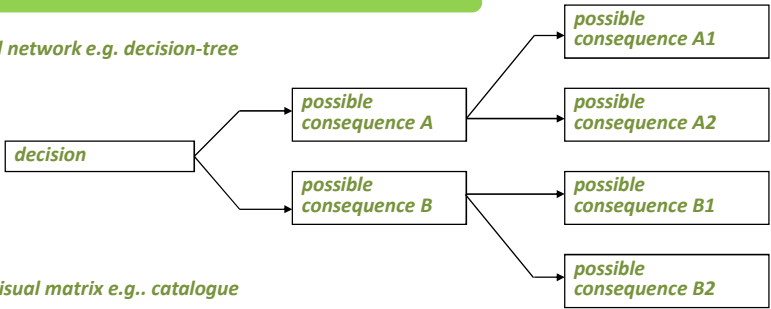 network e.g. decision-tree
decision
possible
consequence A
possible
consequence B
possible
consequence A1
possible
consequence A2
possible
consequence B1
possible
consequence B2
matrix e.g.. catalogue